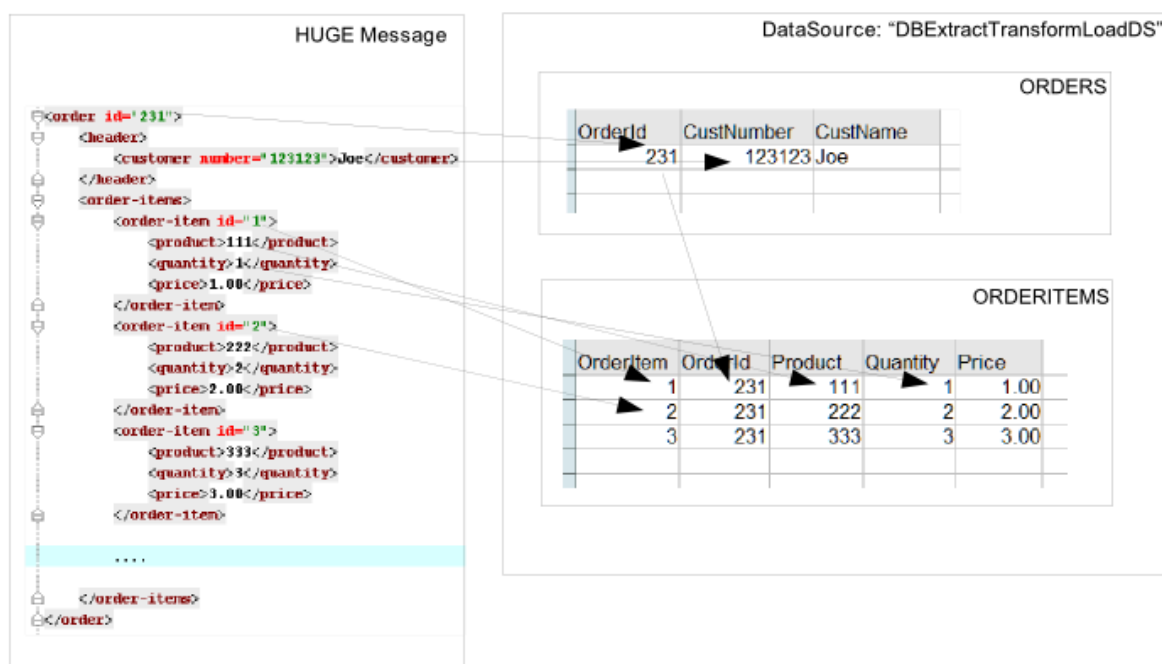 HUGE Message
<order id="231">
<header>
<customer number="123123">Joe</customer>
</header>
<order-items>
<order-item id="1">
<product>111</product>
<quantity>1</quantity>
<price>1.00</price>
</order-item>
<order-item id="2">
<product>222</product>
<quantity>2</quantity>
<price>2.00</price>
</order-item>
<order-item id="3">
<product>333</product>
<quantity>3</quantity>
<price>3.00</price>
</order-item>
....
</order-items>
</order>
DataSource: “DBExtractTransformLoadDS”
ORDERS
OrderId CustNumber CustName
231 123123 Joe
ORDERITEMS
OrderItem OrderId Product Quantity Price
1 231 111 1 1.00
2 231 222 2 2.00
3 231 333 3 3.00